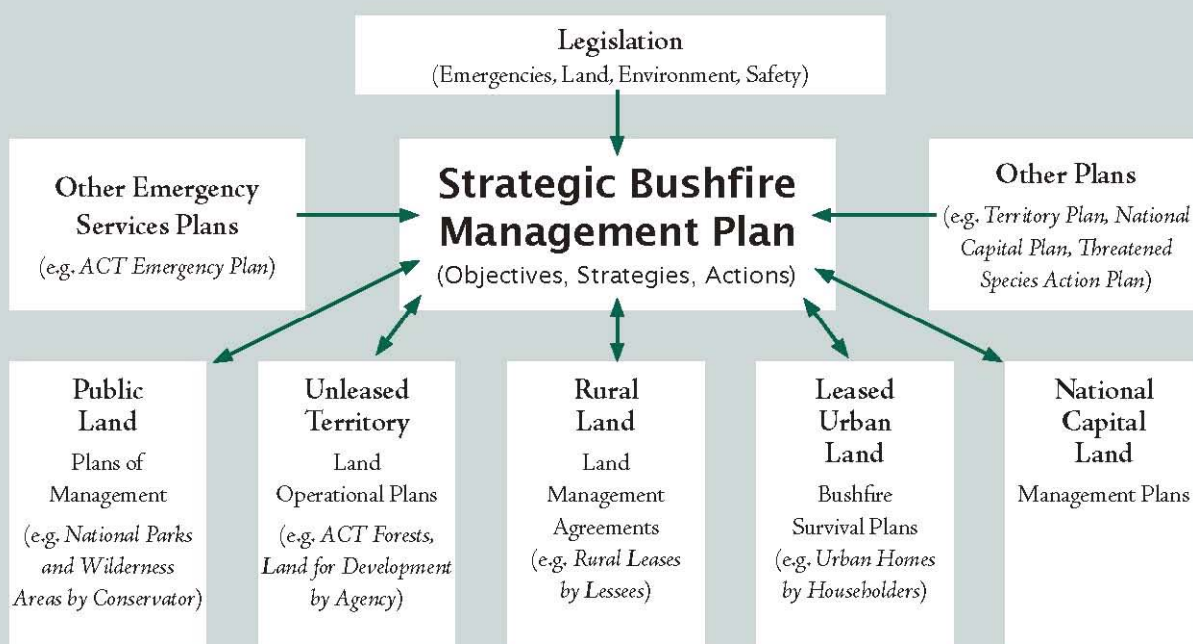 Legislation
(Emergencies, Land, Environment, Safety)
Other Emergency
Services Plans
(e.g. ACT Emergency Plan)
Strategic Bushfire
Management Plan
(Objectives, Strategies, Actions)
Other Plans
(e.g. Territory Plan, National
Capital Plan, Threatened
Species Action Plan)
Public
Land
Plans of
Management
(e.g. National Parks
and Wilderness
Areas by Conservator)
Unleased
Territory
Land
Operational Plans
(e.g. ACT Forests,
Land for Development
by Agency)
Rural
Land
Land
Management
Agreements
(e.g. Rural Leases
by Lessees)
Leased
Urban
Land
Bushfire
Survival Plans
(e.g. Urban Homes
by Householders)
National
Capital
Land
Management Plans